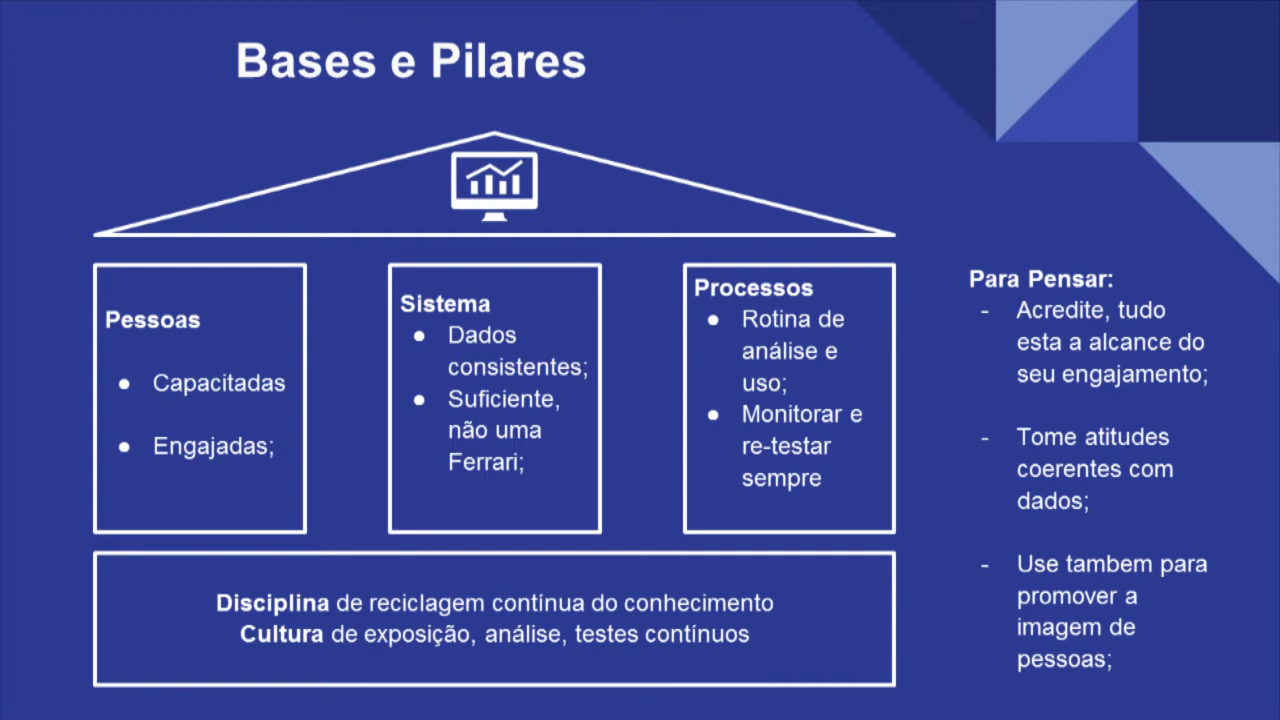 Bases e Pilares
Pessoas
● Capacitadas
● Engajadas;
Sistema
● Dados
consistentes;
● Suficiente,
não uma
Ferrari;
Processos
● Rotina de
análise e
uso;
● Monitorar e
re-testar
sempre
Disciplina de reciclagem contínua do conhecimento
Cultura de exposição, análise, testes contínuos
Para Pensar:
- Acredite, tudo
esta a alcance do
seu engajamento;
- Tome atitudes
coerentes com
dados;
- Use tambem para
promover a
imagem de
pessoas;